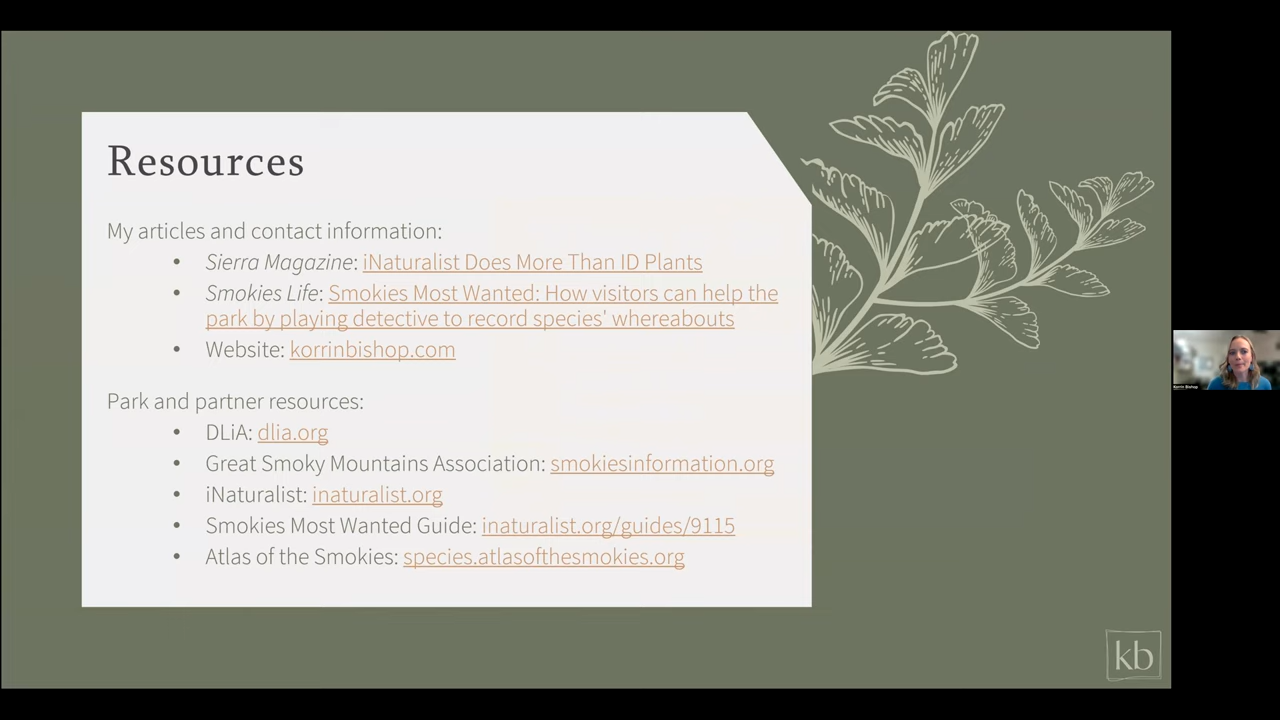 Resources
My articles and contact information:
• Sierra Magazine: iNaturalist Does More Than ID Plants
• Smokies Life: Smokies Most Wanted: How visitors can help the
park by playing detective to record species' whereabouts
• Website: korrinbishop.com
Park and partner resources:
• DLiA: dlia.org
• Great Smoky Mountains Association: smokiesinformation.org
• iNaturalist: inaturalist.org
• Smokies Most Wanted Guide: inaturalist.org/guides/9115
• Atlas of the Smokies: species.atlasofthesmokies.org
Korrin Bishop
kb